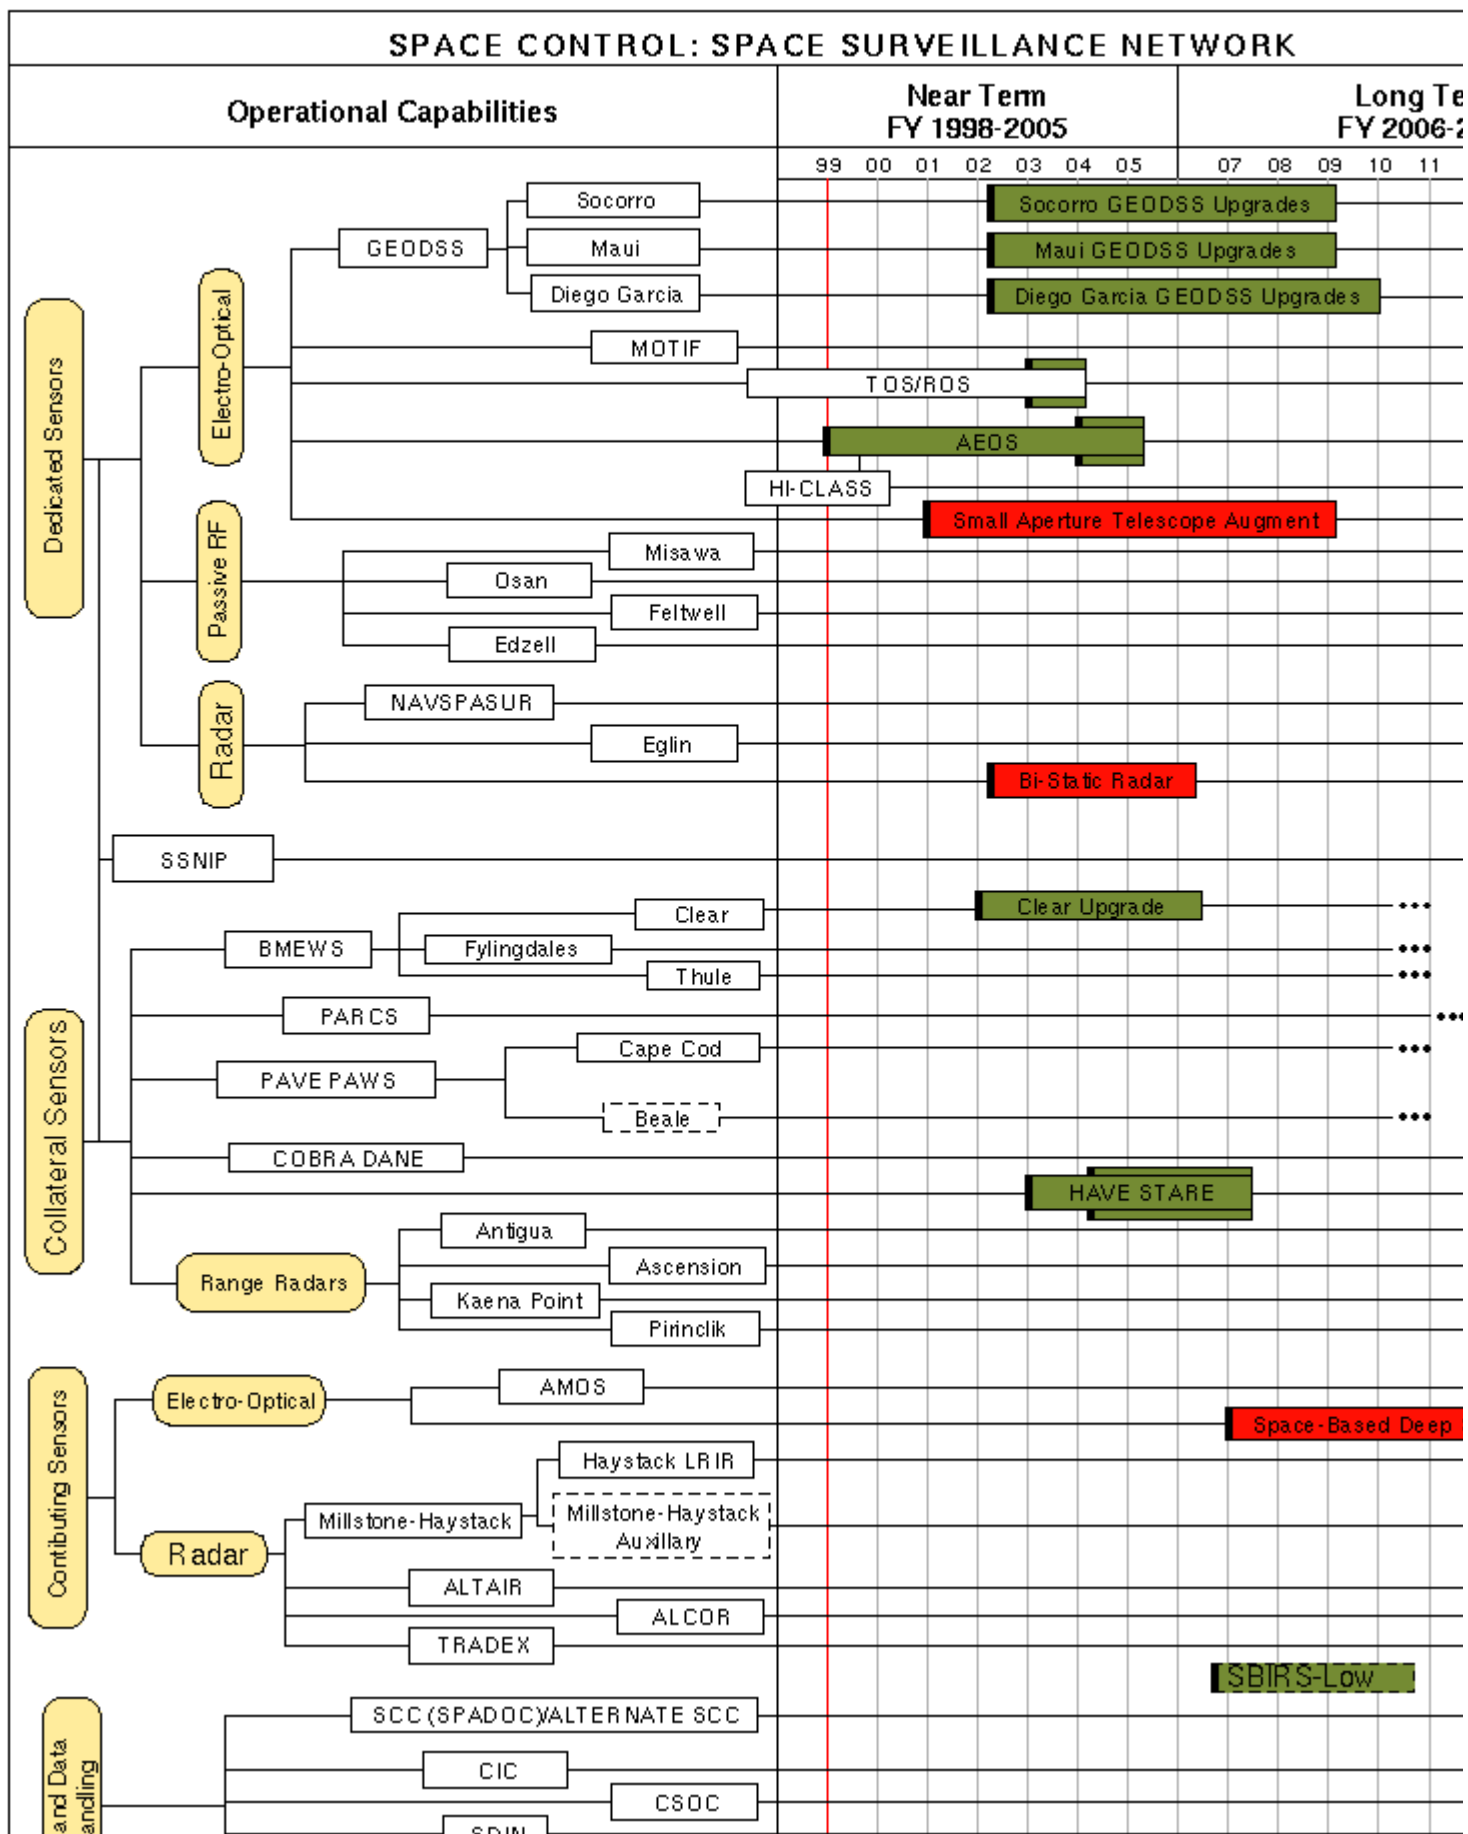 SPACE CONTROL: SPACE SURVEILLANCE NETWORK
Operational Capabilities
Near Term
FY 1998-2005
Long Te
FY 2006-2
99 00 01 02 03 04 05 07 08 09 10 11
Dedicated Sensors
Electro-Optical
GEODSS
Socorro
Socorro GEODSS Upgrades
Maui
Maui GEODSS Upgrades
Diego Garcia
Diego Garcia GEODSS Upgrades
MOTIF
TOS/ROS
AEOS
HI-CLASS
Small Aperture Telescope Augment
Passive RF
Misawa
Osan
Feltwell
Edzell
Radar
NAVSPASUR
Eglin
Bi-Static Radar
SSNIP
Collateral Sensors
BMEWS
Clear
Clear Upgrade
Fylingdales
Thule
PARCS
PAVE PAWS
Cape Cod
Beale
COBRA DANE
HAVE STARE
Range Radars
Antigua
Ascension
Kaena Point
Pirinclik
Contibuting Sensors
Electro-Optical
AMOS
Space-Based Deep
Radar
Millstone-Haystack
Haystack LRIR
Millstone-Haystack
Auxillary
ALTAIR
ALCOR
TRADEX
SBIRS-Low
and Data
andling
SCC (SPADOC)/ALTERNATE SCC
CIC
CSOC